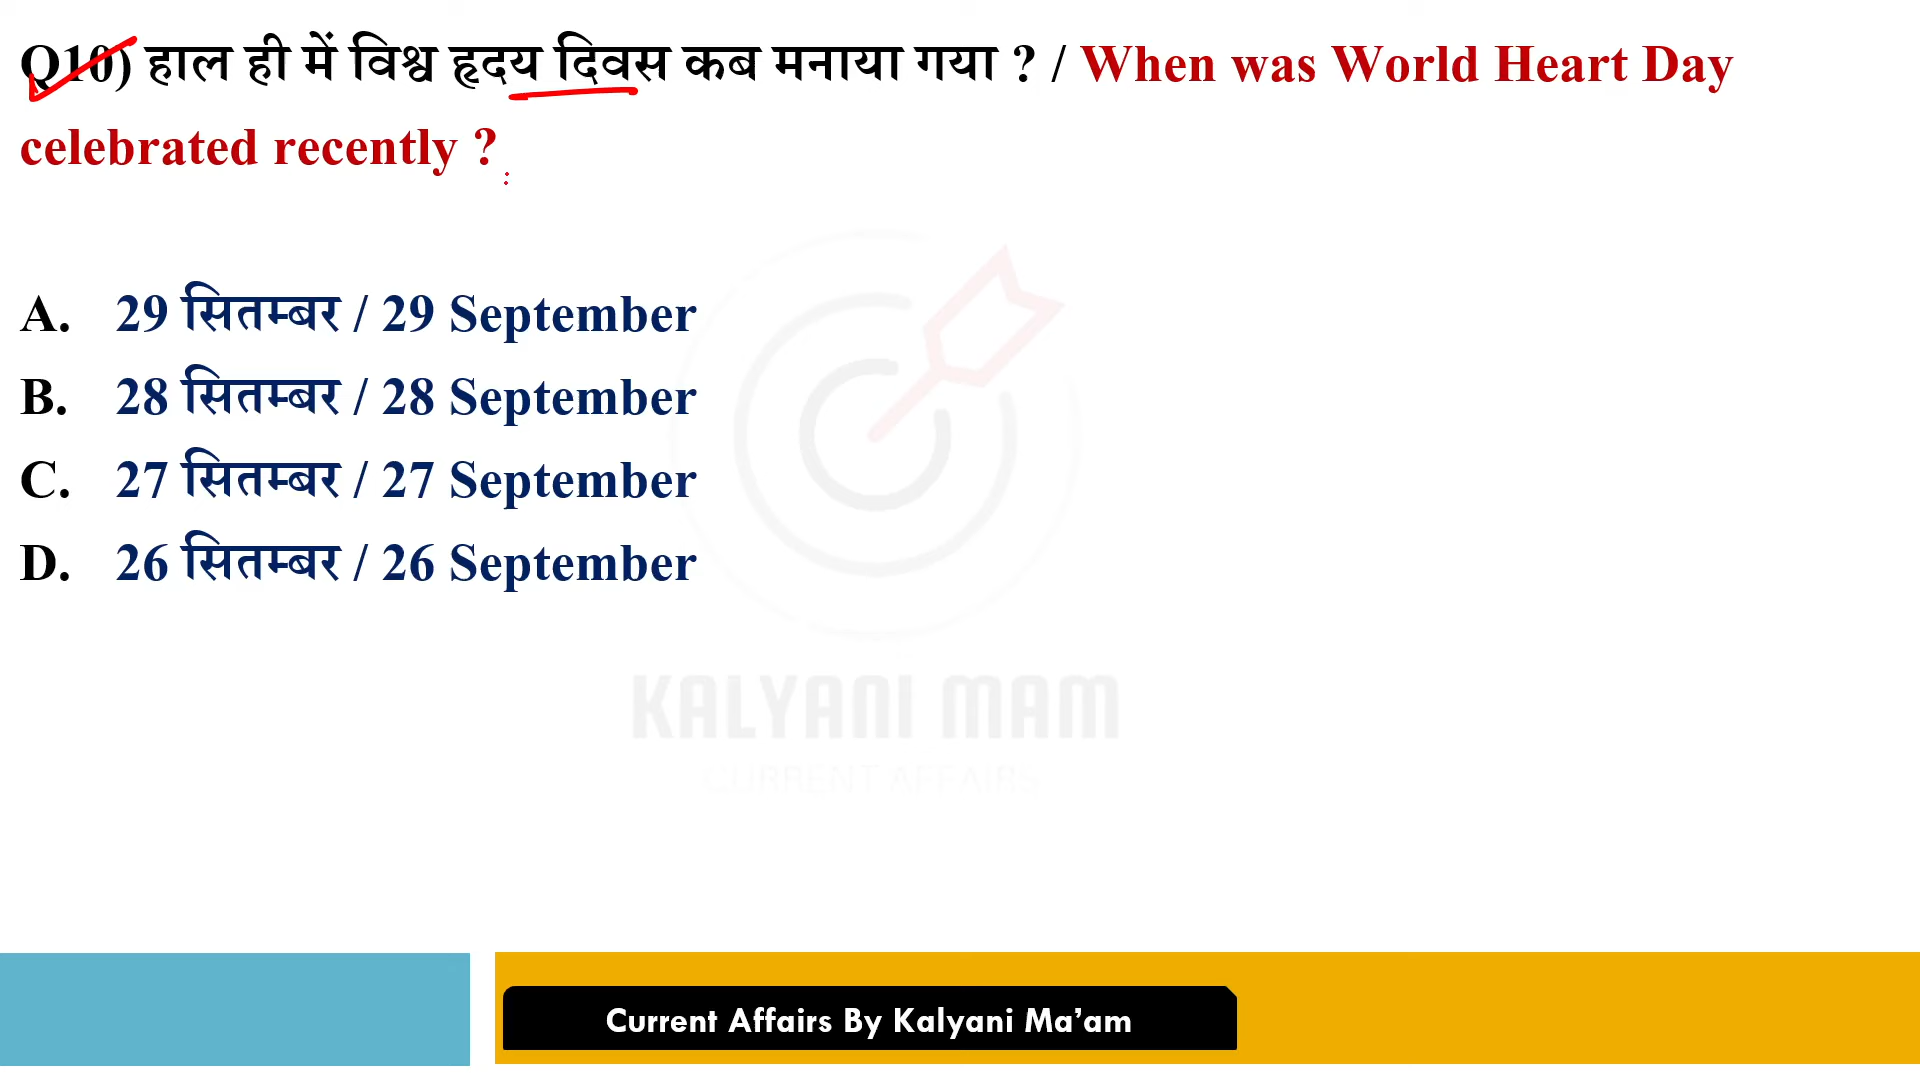 Q10) हाल ही में विश्व हृदय दिवस कब मनाया गया ? / When was World Heart Day
celebrated recently ?
A. 29 सितम्बर / 29 September
B. 28 सितम्बर / 28 September
C. 27 सितम्बर / 27 September
D. 26 सितम्बर / 26 September
KALYANI MAM
CURRENT AFFAIRS
Current Affairs By Kalyani Ma’am